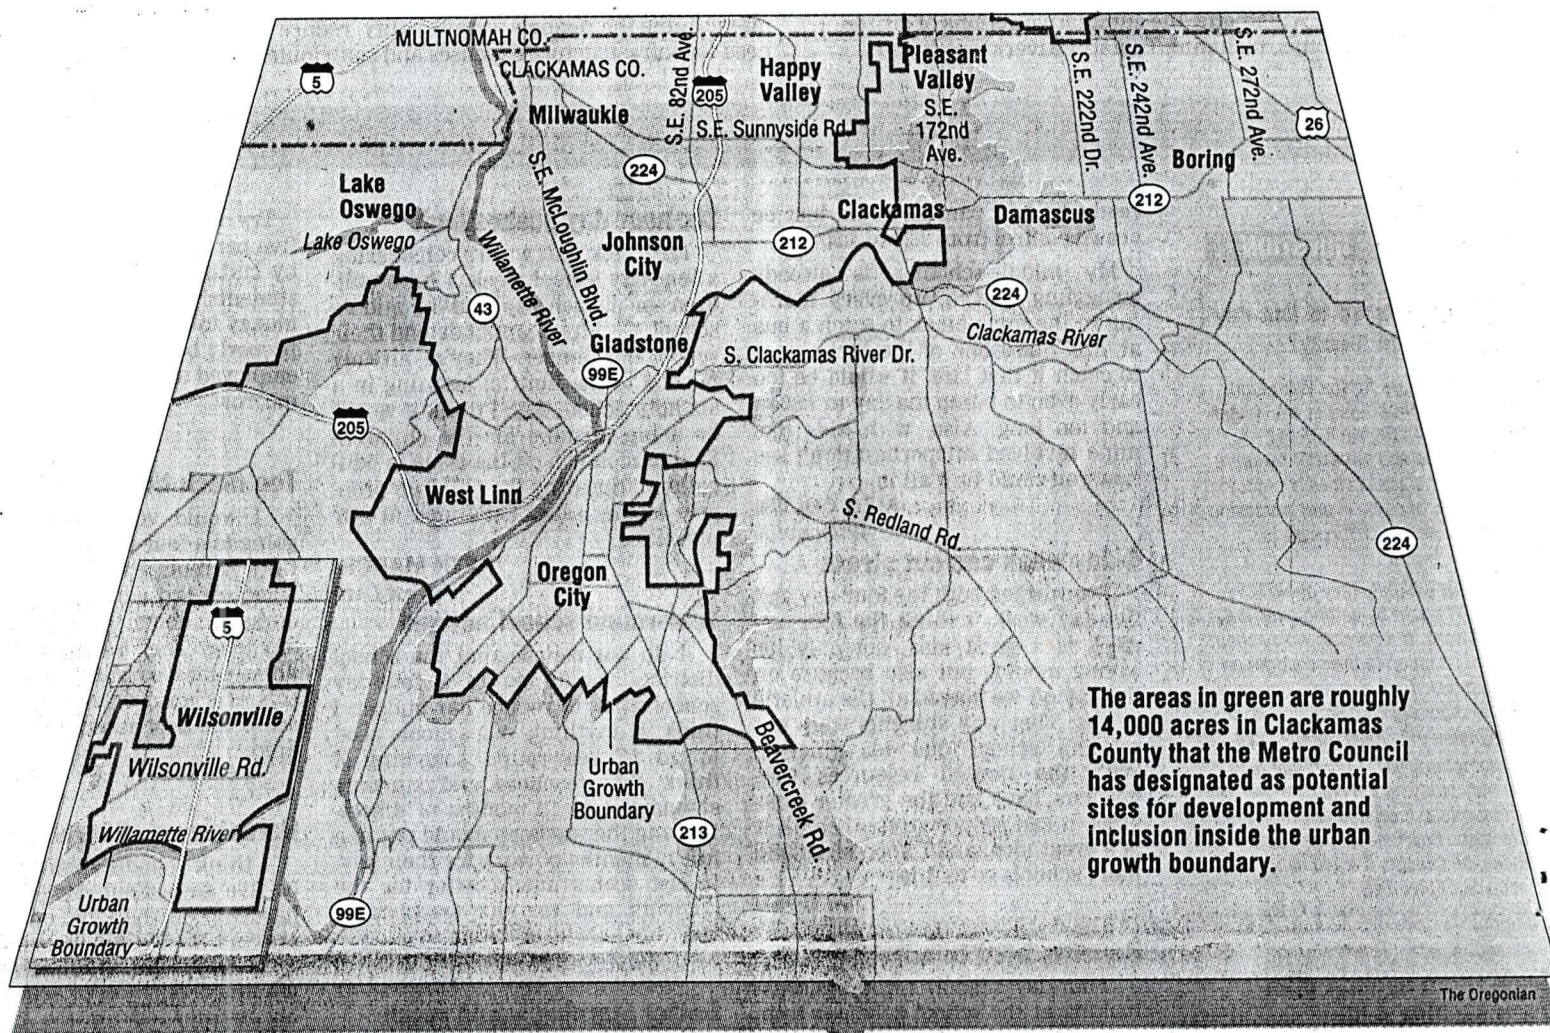 MULTNOMAH CO.
CLACKAMAS CO.
5
Milwaukie
S.E. 82nd Ave.
205
Happy
Valley
Pleasant
Valley
S.E.
172nd
Ave.
S.E. 222nd Dr.
S.E. 242nd Ave.
S.E. 272nd Ave.
26
S.E. Sunnyside Rd.
224
Boring
212
Lake
Oswego
Lake Oswego
S.E. McLoughlin Blvd.
Willamette River
Johnson
City
Clackamas
212
Damascus
43
224
Clackamas River
Gladstone
99E
S. Clackamas River Dr.
205
West Linn
S. Redland Rd.
224
Oregon
City
5
Wilsonville
Wilsonville Rd.
Willamette River
Urban
Growth
Boundary
Urban
Growth
Boundary
Beavercreek Rd.
213
99E
The areas in green are roughly
14,000 acres in Clackamas
County that the Metro Council
has designated as potential
sites for development and
inclusion inside the urban
growth boundary.
The Oregonian